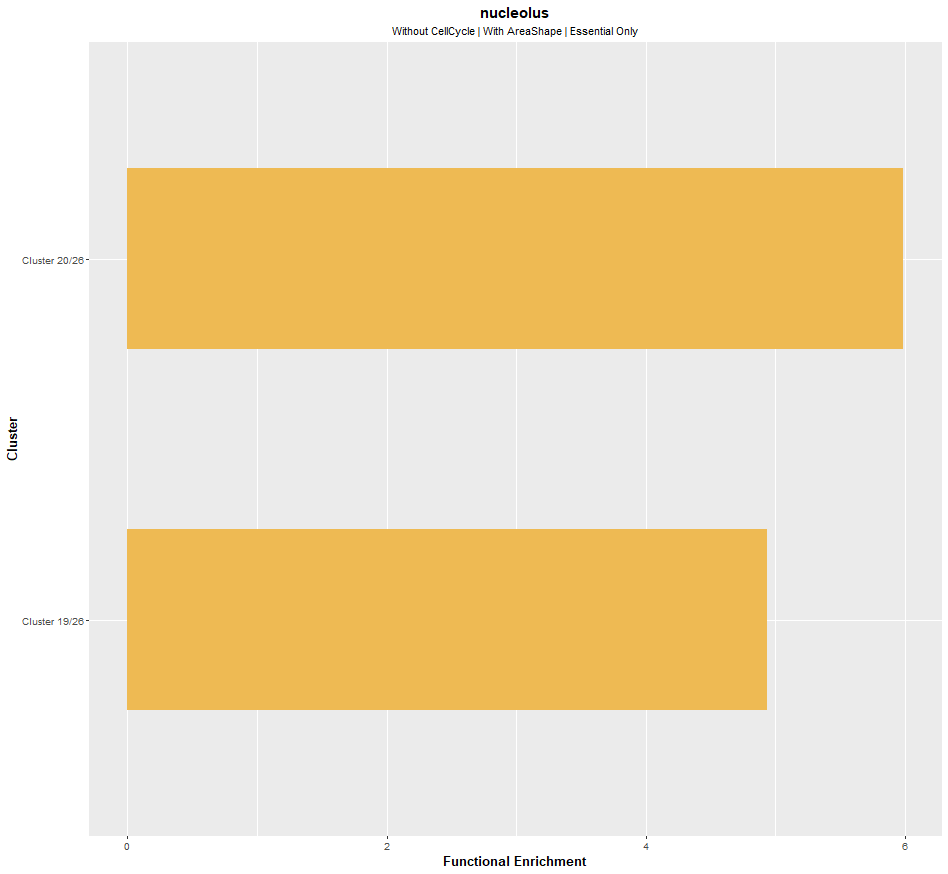 nucleolus
Without CellCycle | With AreaShape | Essential Only
Cluster
Cluster 20/26
Cluster 19/26
0 2 4 6
Functional Enrichment